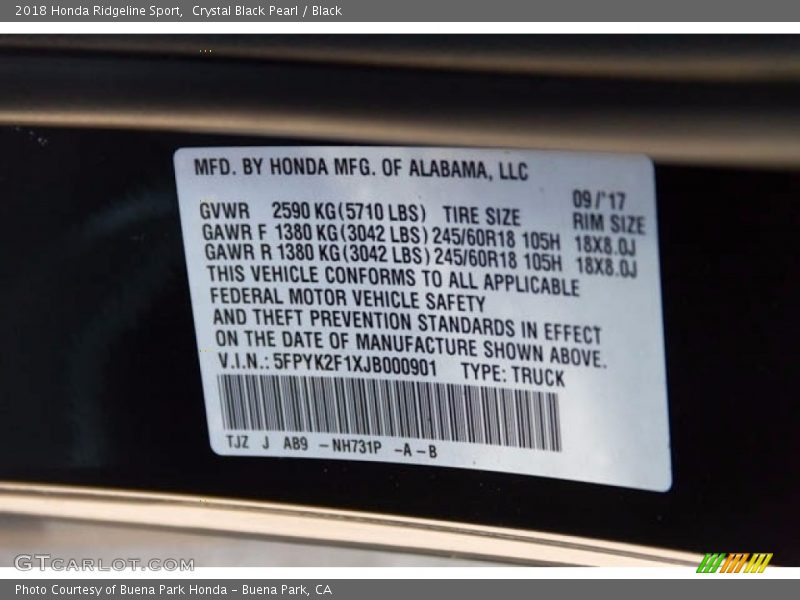 2018 Honda Ridgeline Sport, Crystal Black Pearl / Black
MFD. BY HONDA MFG. OF ALABAMA, LLC
09/'17
GVWR 2590 KG(5710 LBS) TIRE SIZE RIM SIZE
GAWR F 1380 KG(3042 LBS) 245/60R18 105H 18X8.0J
GAWR R 1380 KG(3042 LBS) 245/60R18 105H 18X8.0J
THIS VEHICLE CONFORMS TO ALL APPLICABLE
FEDERAL MOTOR VEHICLE SAFETY
AND THEFT PREVENTION STANDARDS IN EFFECT
ON THE DATE OF MANUFACTURE SHOWN ABOVE.
V.I.N.: 5FPYK2F1XJB000901 TYPE: TRUCK
TJZ J AB9 -NH731P -A-B
GTCARLOT.COM
Photo Courtesy of Buena Park Honda - Buena Park, CA